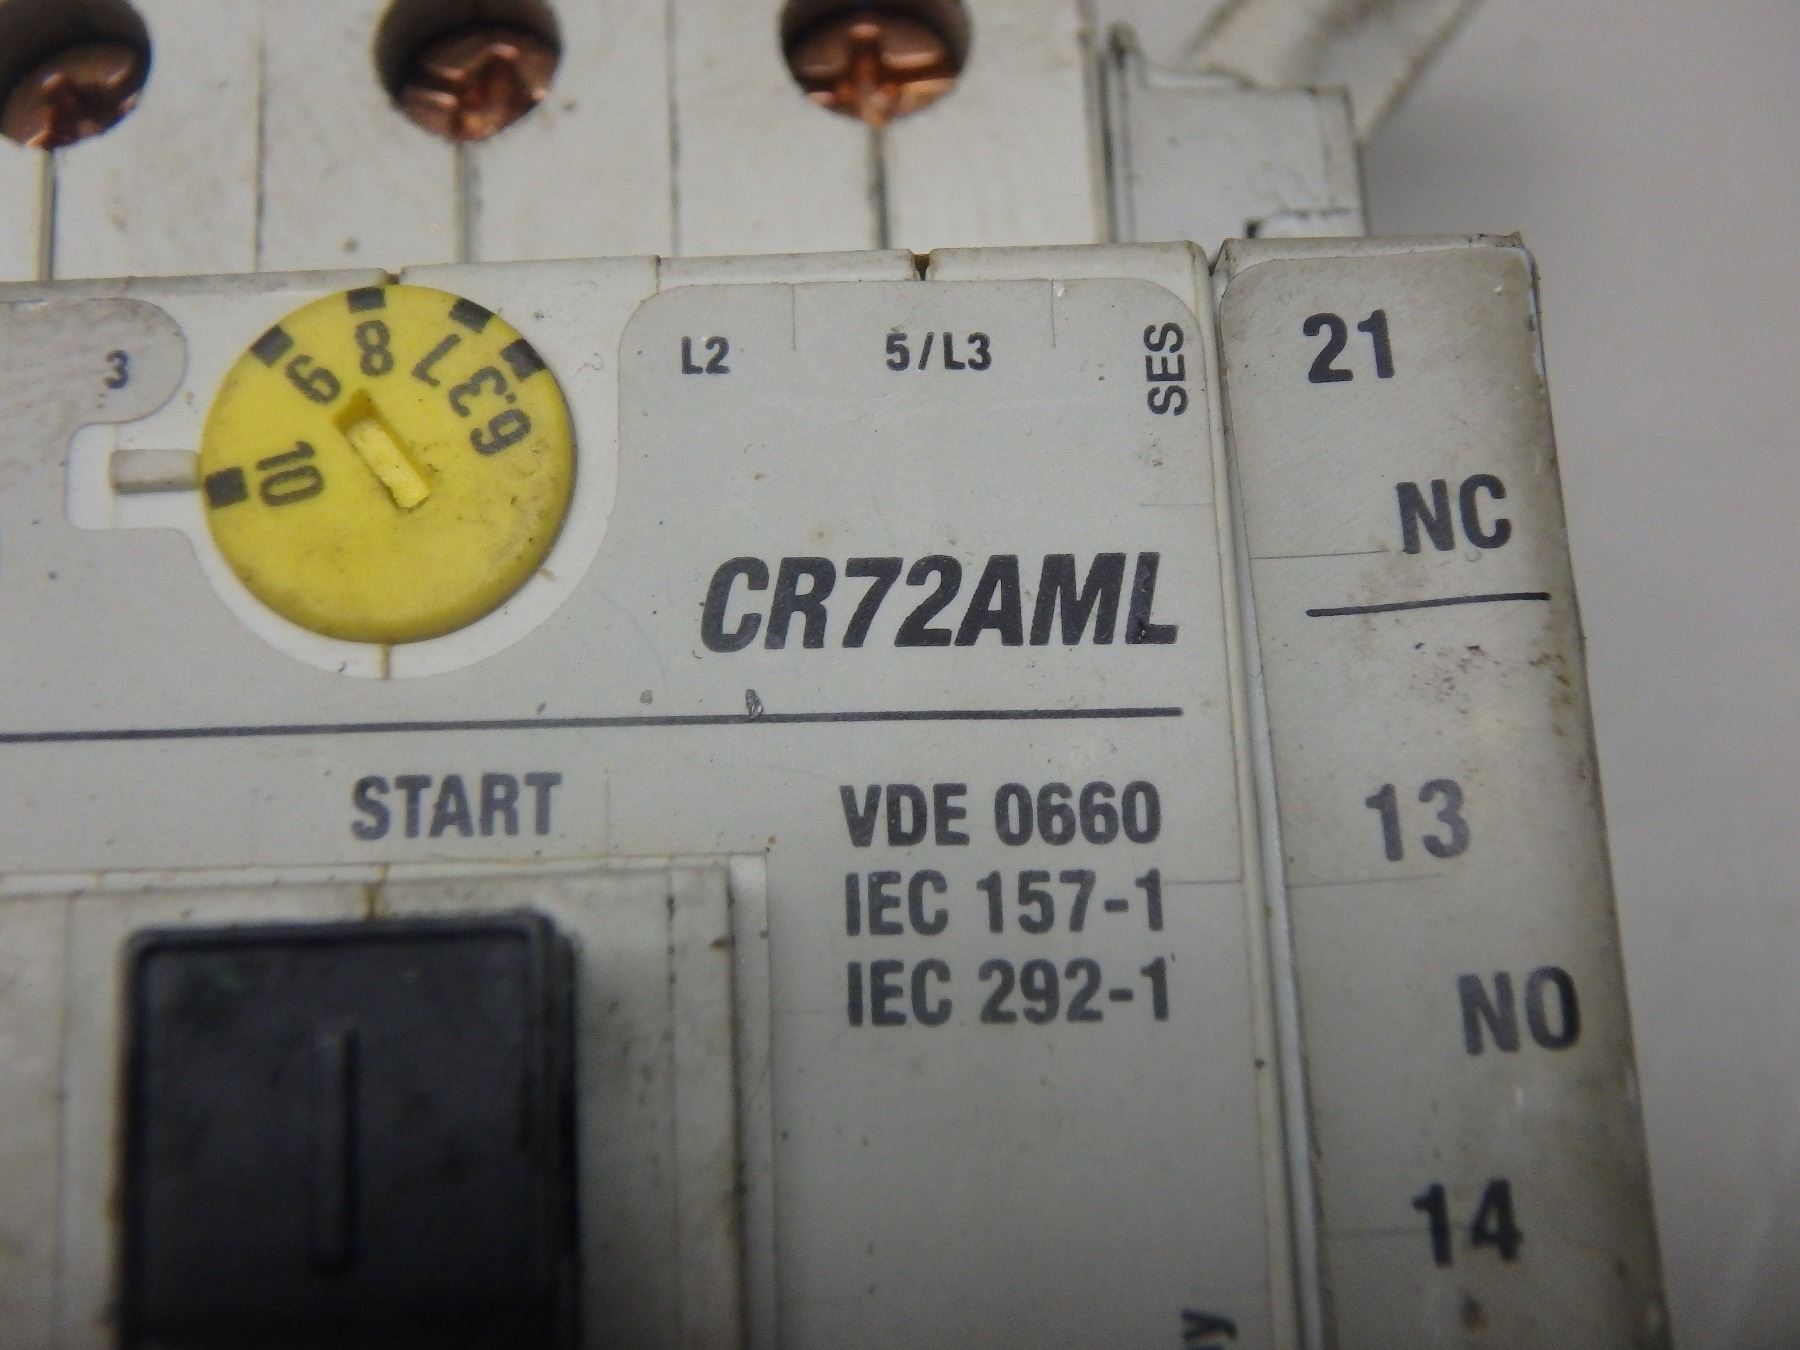 3
10
9
8
7
6.3
L2
5/L3
SES
21
NC
CR72AML
START
VDE 0660
IEC 157-1
IEC 292-1
13
NO
14